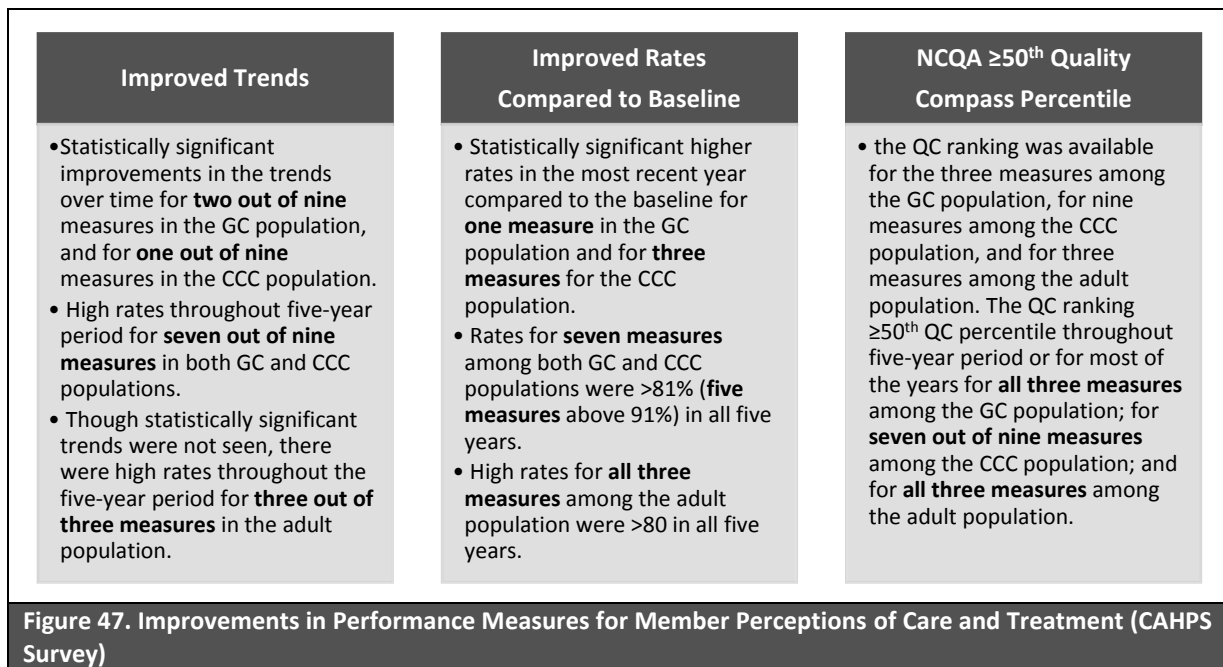 Improved Trends
•Statistically significant
improvements in the trends
over time for two out of nine
measures in the GC population,
and for one out of nine
measures in the CCC population.
• High rates throughout five-year
period for seven out of nine
measures in both GC and CCC
populations.
• Though statistically significant
trends were not seen, there
were high rates throughout the
five-year period for three out of
three measures in the adult
population.
Improved Rates
Compared to Baseline
• Statistically significant higher
rates in the most recent year
compared to the baseline for
one measure in the GC
population and for three
measures for the CCC
population.
• Rates for seven measures
among both GC and CCC
populations were >81% (five
measures above 91%) in all five
years.
• High rates for all three
measures among the adult
population were >80 in all five
years.
NCQA ≥50th Quality
Compass Percentile
• the QC ranking was available
for the three measures among
the GC population, for nine
measures among the CCC
population, and for three
measures among the adult
population. The QC ranking
≥50th QC percentile throughout
five-year period or for most of
the years for all three measures
among the GC population; for
seven out of nine measures
among the CCC population; and
for all three measures among
the adult population.
Figure 47. Improvements in Performance Measures for Member Perceptions of Care and Treatment (CAHPS
Survey)